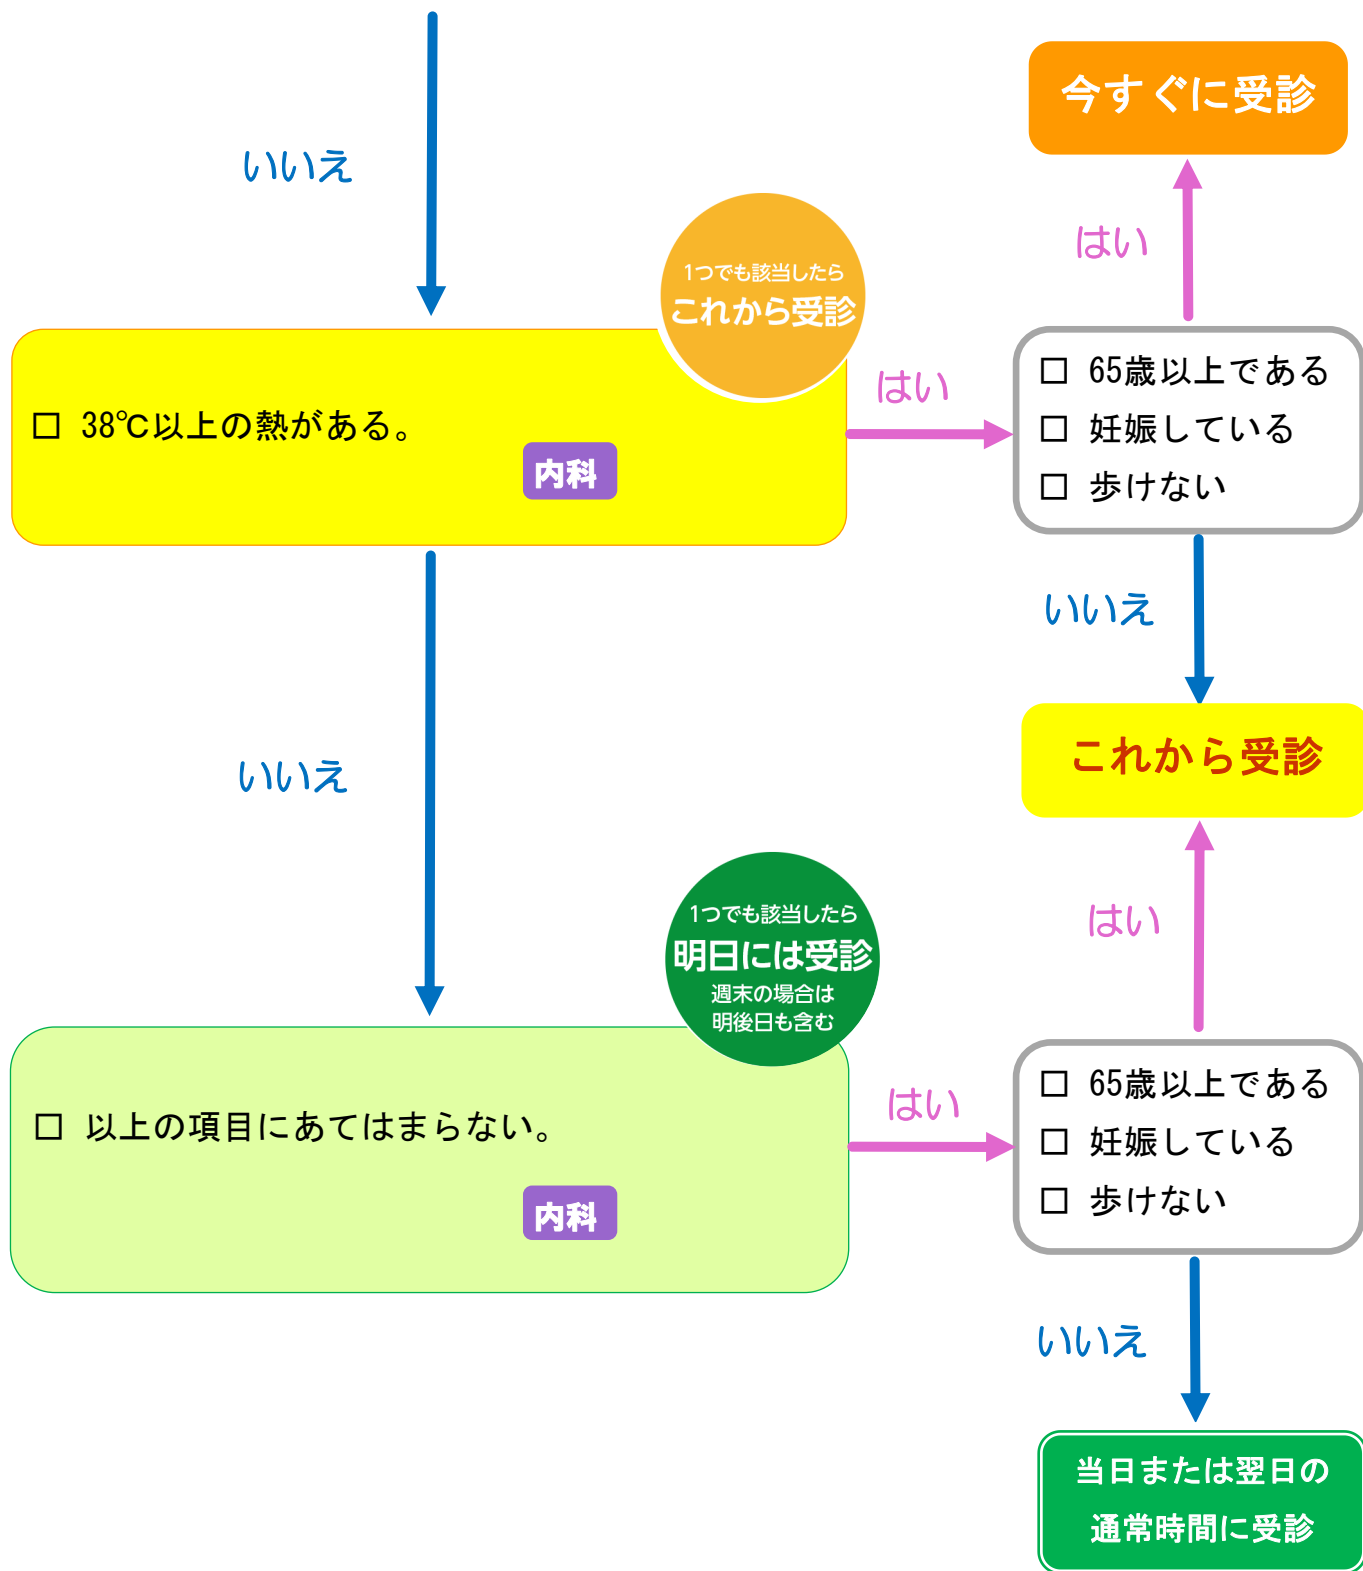 今すぐに受診
いいえ
はい
1つでも該当したら
これから受診
□ 38℃以上の熱がある。
内科
はい
□ 65歳以上である
□ 妊娠している
□ 歩けない
いいえ
これから受診
いいえ
はい
1つでも該当したら
明日には受診
週末の場合は
明後日も含む
□ 以上の項目にあてはまらない。
内科
はい
□ 65歳以上である
□ 妊娠している
□ 歩けない
いいえ
当日または翌日の
通常時間に受診